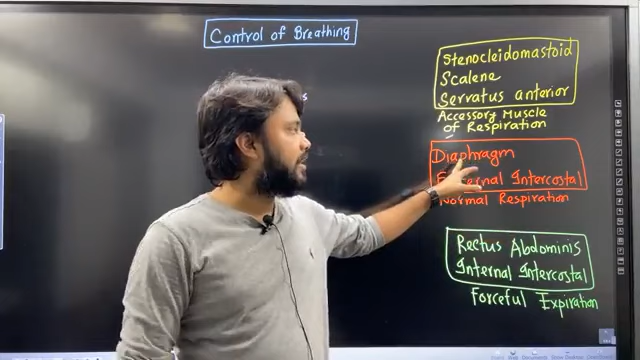 Control of Breathing
Stenocleidomastoid
Scalene
Serratus anterior
Accessory Muscle
of Respiration
Diaphragm
External Intercostal
Normal Respiration
Rectus Abdominis
Internal Intercostal
Forceful Expiration